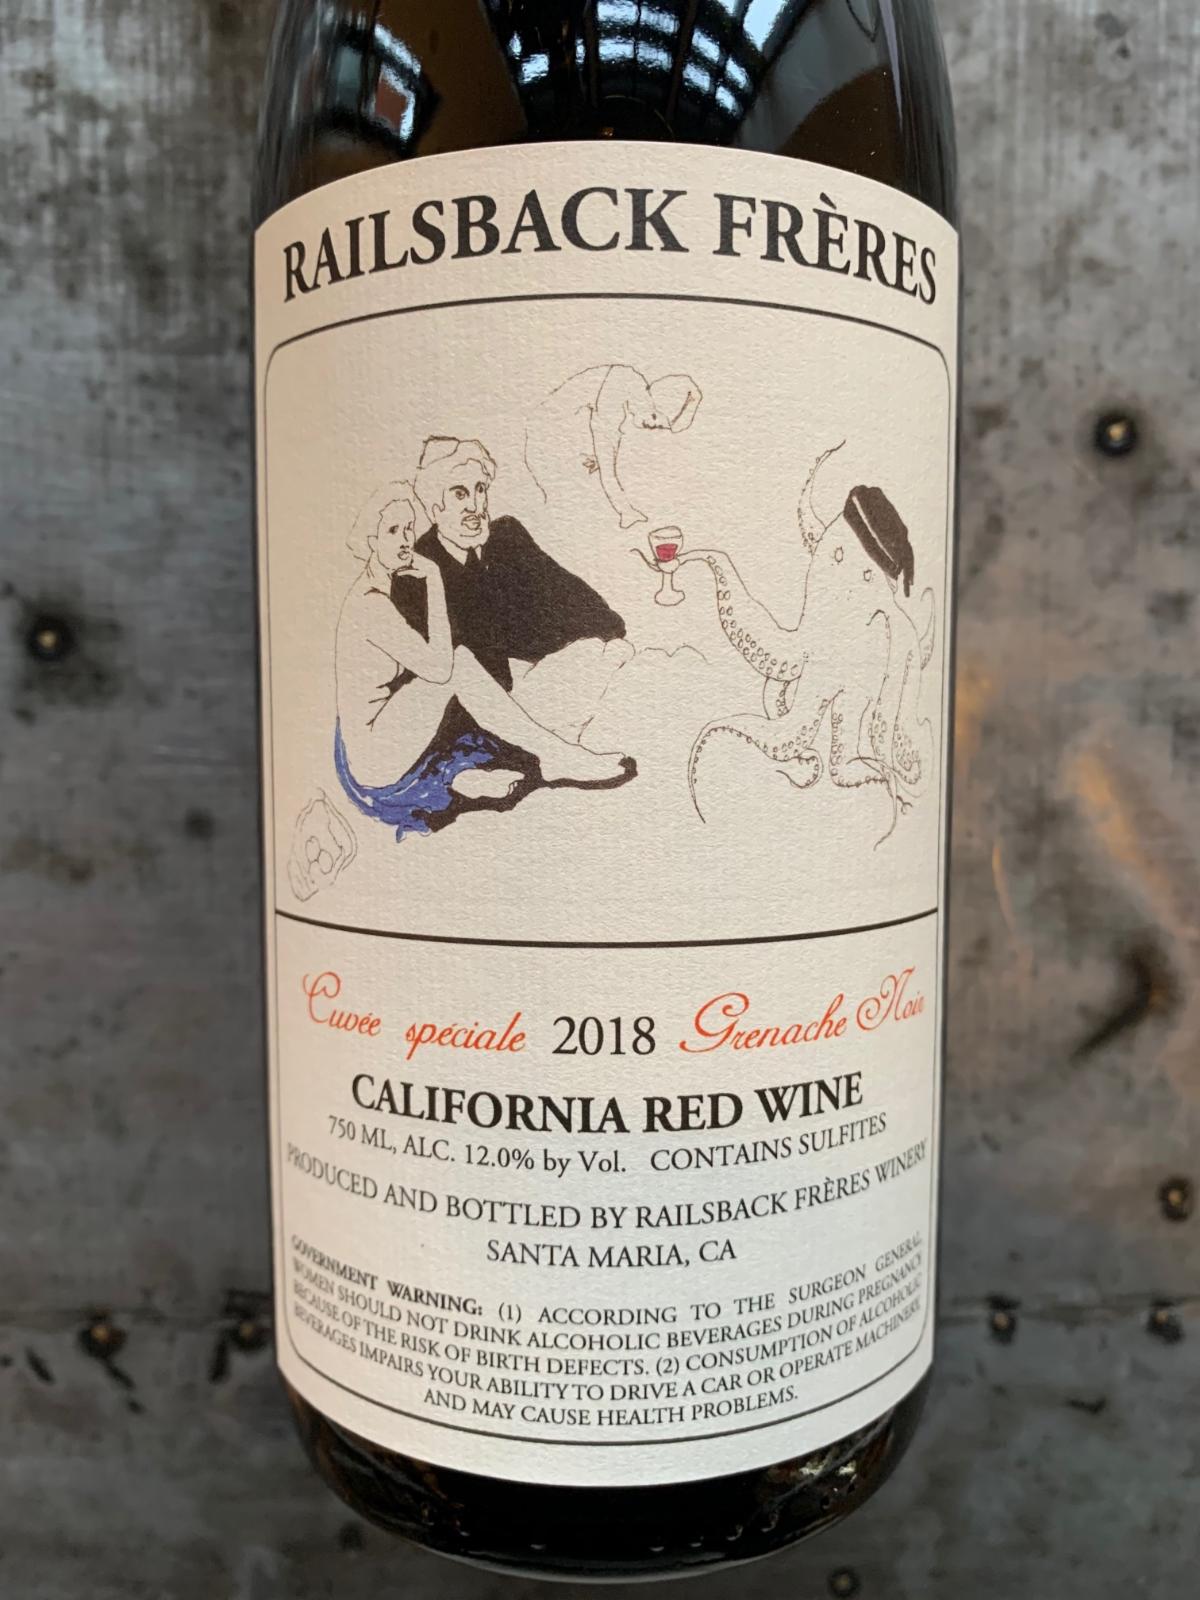 RAILSBACK FRÈRES
Cuvée spéciale 2018 Grenache Noir
CALIFORNIA RED WINE
750 ML, ALC. 12.0% by Vol. CONTAINS SULFITES
PRODUCED AND BOTTLED BY RAILSBACK FRÈRES WINERY
SANTA MARIA, CA
GOVERNMENT WARNING: (1) ACCORDING TO THE SURGEON GENERAL,
WOMEN SHOULD NOT DRINK ALCOHOLIC BEVERAGES DURING PREGNANCY
BECAUSE OF THE RISK OF BIRTH DEFECTS. (2) CONSUMPTION OF ALCOHOLIC
BEVERAGES IMPAIRS YOUR ABILITY TO DRIVE A CAR OR OPERATE MACHINERY,
AND MAY CAUSE HEALTH PROBLEMS.